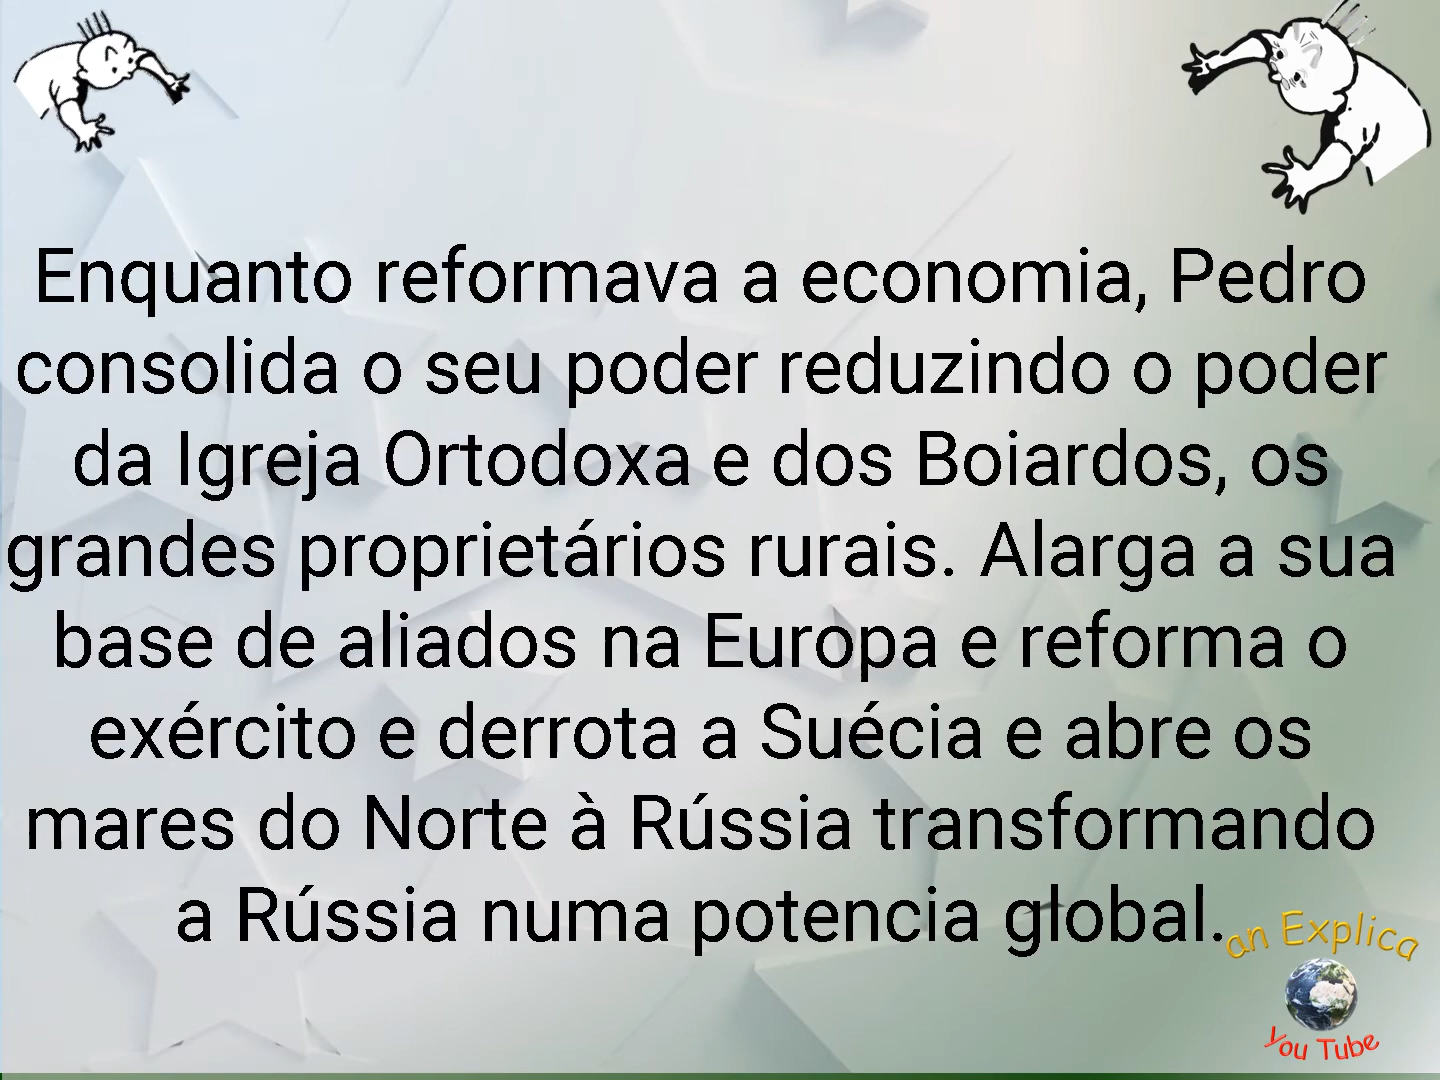 Enquanto reformava a economia, Pedro
consolida o seu poder reduzindo o poder
da Igreja Ortodoxa e dos Boiardos, os
grandes proprietários rurais. Alarga a sua
base de aliados na Europa e reforma o
exército e derrota a Suécia e abre os
mares do Norte à Rússia transformando
a Rússia numa potencia global.
an Explica
You Tube